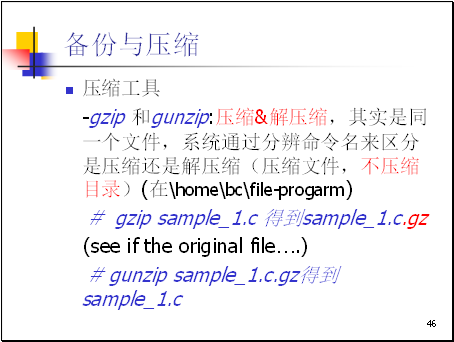 备份与压缩
压缩工具
-gzip 和gunzip:压缩&解压缩，其实是同
一个文件，系统通过分辨命令名来区分
是压缩还是解压缩（压缩文件，不压缩
目录）(在\home\bc\file-progarm)
# gzip sample_1.c 得到sample_1.c.gz
(see if the original file….)
# gunzip sample_1.c.gz得到
sample_1.c
46